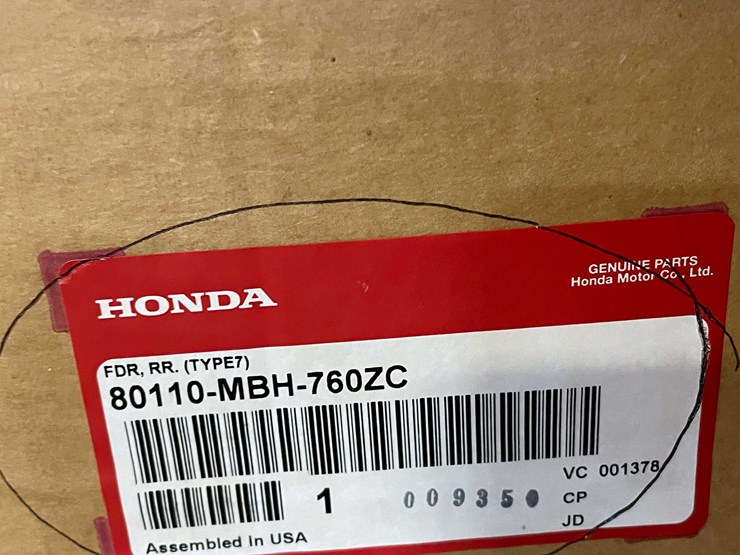 HONDA
GENUINE PARTS
Honda Motor Co., Ltd.
FDR, RR. (TYPE7)
80110-MBH-760ZC
VC 001378
1
CP
JD
Assembled in USA